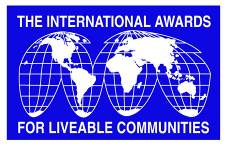 THE INTERNATIONAL AWARDS
FOR LIVEABLE COMMUNITIES